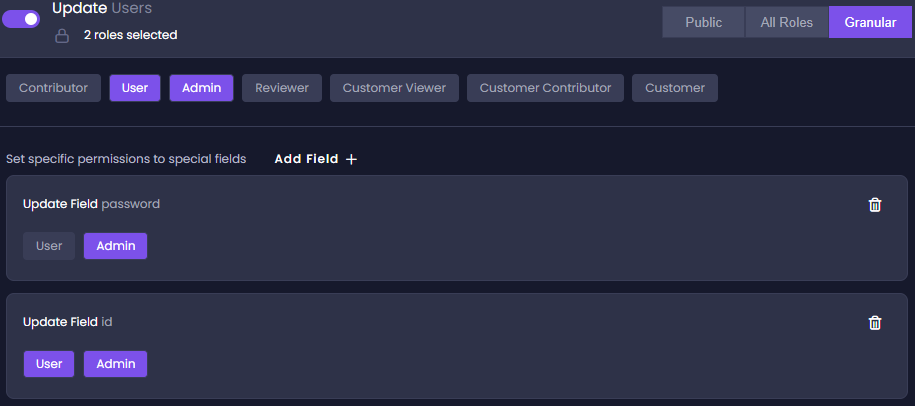 Update Users
2 roles selected
Public All Roles Granular
Contributor User Admin Reviewer Customer Viewer Customer Contributor Customer
Set specific permissions to special fields Add Field +
Update Field password
User Admin
Update Field id
User Admin